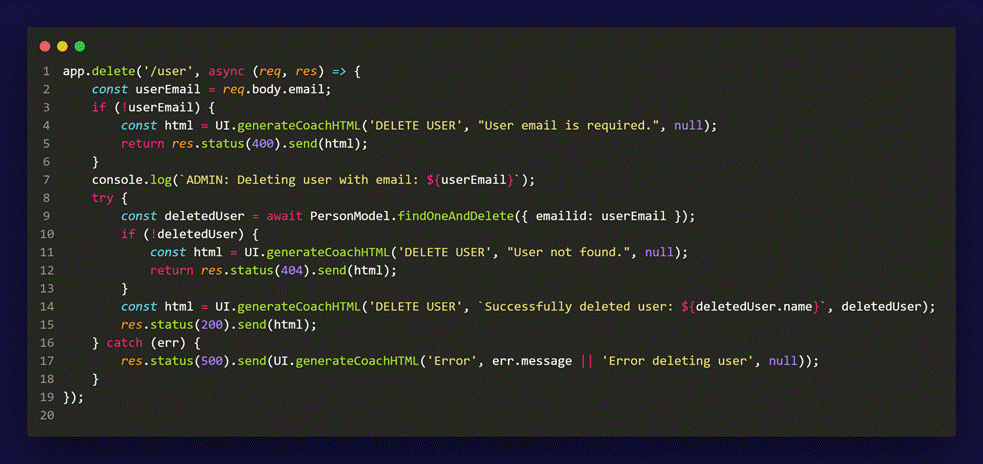 1 app.delete('/user', async (req, res) => {
2     const userEmail = req.body.email;
3     if (!userEmail) {
4         const html = UI.generateCoachHTML('DELETE USER', "User email is required.", null);
5         return res.status(400).send(html);
6     }
7     console.log(`ADMIN: Deleting user with email: ${userEmail}`);
8     try {
9         const deletedUser = await PersonModel.findOneAndDelete({ emailid: userEmail });
10         if (!deletedUser) {
11             const html = UI.generateCoachHTML('DELETE USER', "User not found.", null);
12             return res.status(404).send(html);
13         }
14         const html = UI.generateCoachHTML('DELETE USER', `Successfully deleted user: ${deletedUser.name}`, deletedUser);
15         res.status(200).send(html);
16     } catch (err) {
17         res.status(500).send(UI.generateCoachHTML('Error', err.message || 'Error deleting user', null));
18     }
19 });
20